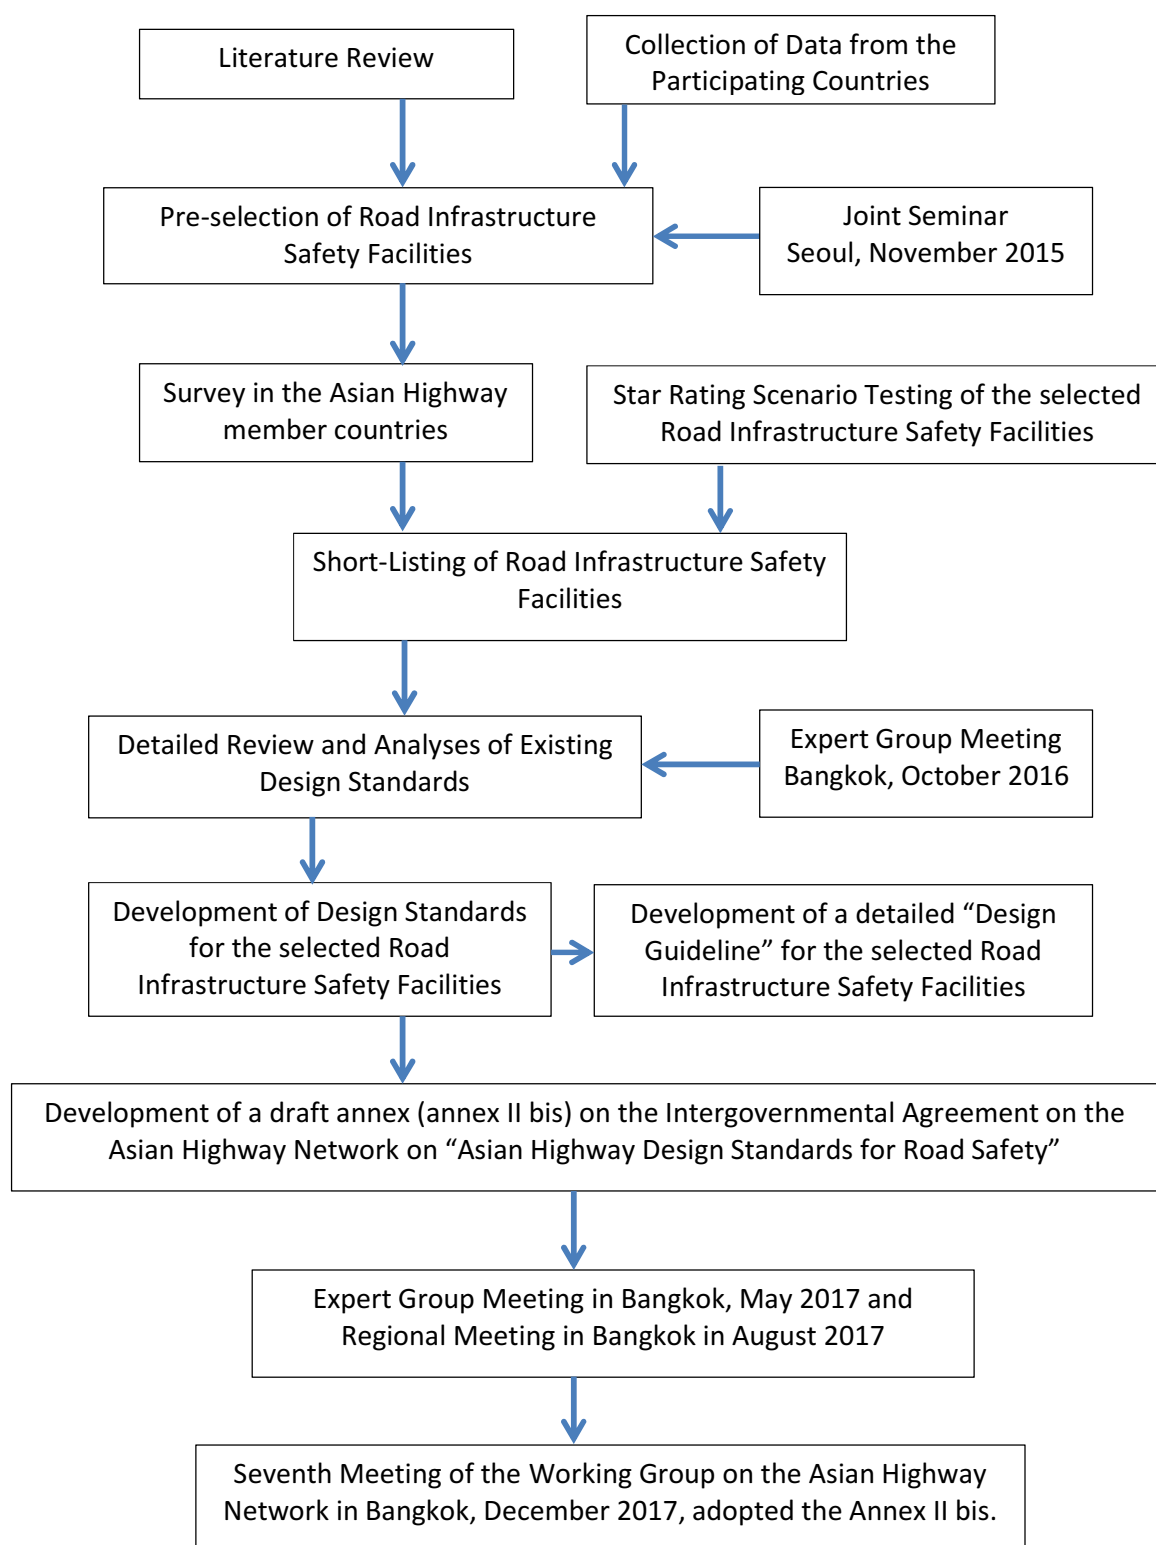 Literature Review
Collection of Data from the
Participating Countries
Pre-selection of Road Infrastructure
Safety Facilities
Joint Seminar
Seoul, November 2015
Survey in the Asian Highway
member countries
Star Rating Scenario Testing of the selected
Road Infrastructure Safety Facilities
Short-Listing of Road Infrastructure Safety
Facilities
Detailed Review and Analyses of Existing
Design Standards
Expert Group Meeting
Bangkok, October 2016
Development of Design Standards
for the selected Road
Infrastructure Safety Facilities
Development of a detailed “Design
Guideline” for the selected Road
Infrastructure Safety Facilities
Development of a draft annex (annex II bis) on the Intergovernmental Agreement on the
Asian Highway Network on “Asian Highway Design Standards for Road Safety”
Expert Group Meeting in Bangkok, May 2017 and
Regional Meeting in Bangkok in August 2017
Seventh Meeting of the Working Group on the Asian Highway
Network in Bangkok, December 2017, adopted the Annex II bis.